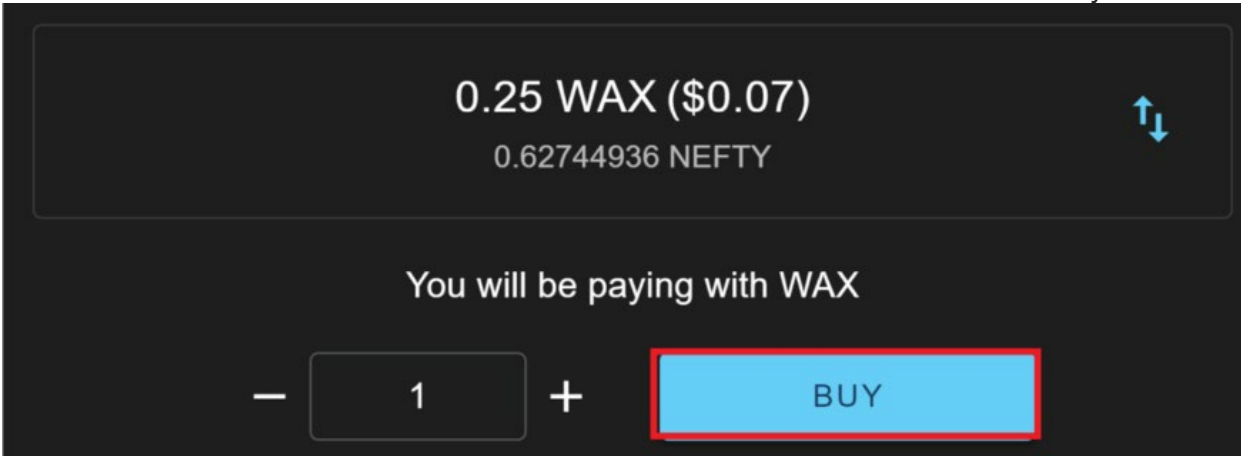 0.25 WAX ($0.07)
0.62744936 NEFTY
You will be paying with WAX
− 1 + BUY